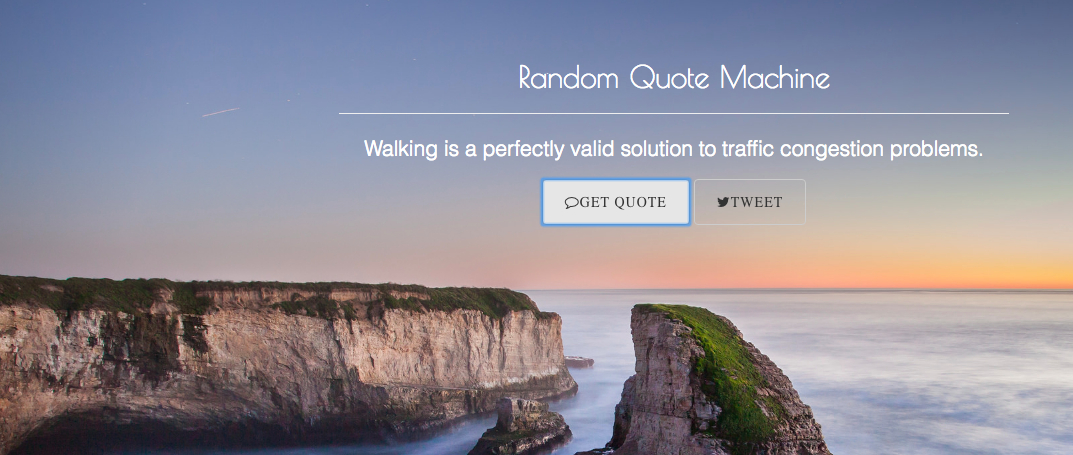 Random Quote Machine
Walking is a perfectly valid solution to traffic congestion problems.
GET QUOTE TWEET